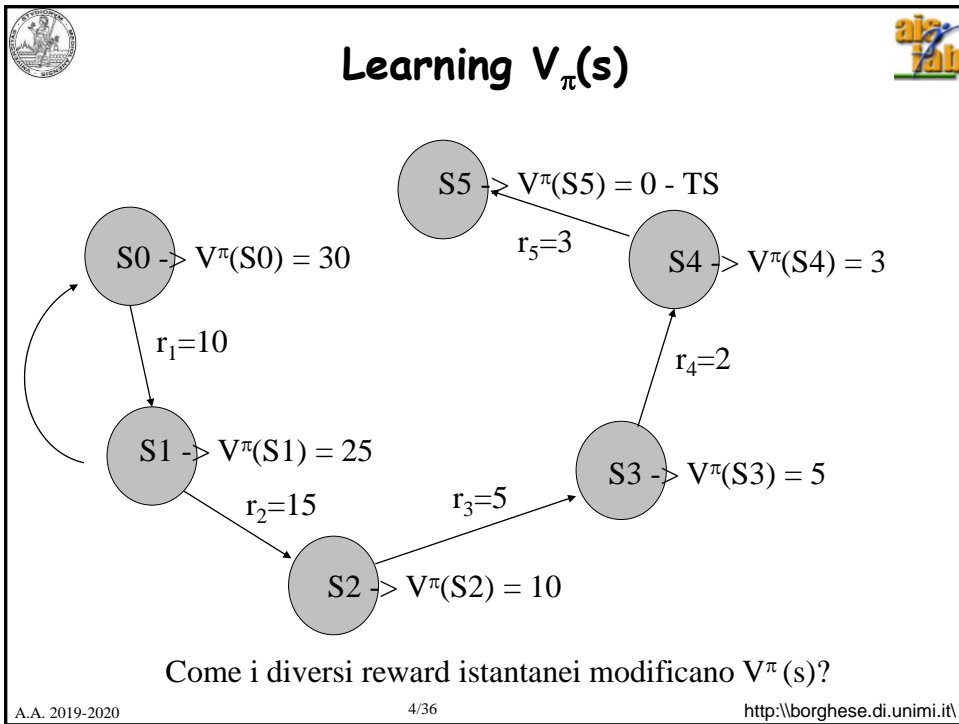 Learning Vπ(s)
S5 -> Vπ(S5) = 0 - TS
r5=3
S0 -> Vπ(S0) = 30
S4 -> Vπ(S4) = 3
r1=10
r4=2
S1 -> Vπ(S1) = 25
S3 -> Vπ(S3) = 5
r2=15
r3=5
S2 -> Vπ(S2) = 10
Come i diversi reward istantanei modificano Vπ (s)?
A.A. 2019-2020
4/36
http:\\borghese.di.unimi.it\